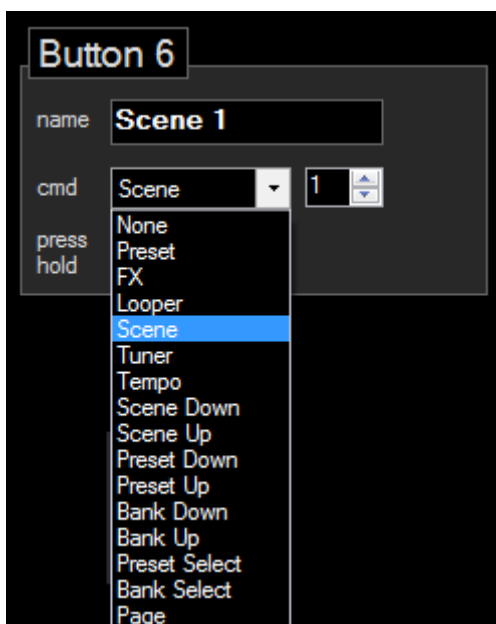 Button 6
name Scene 1
cmd Scene 1
press
hold
None
Preset
FX
Looper
Scene
Tuner
Tempo
Scene Down
Scene Up
Preset Down
Preset Up
Bank Down
Bank Up
Preset Select
Bank Select
Page